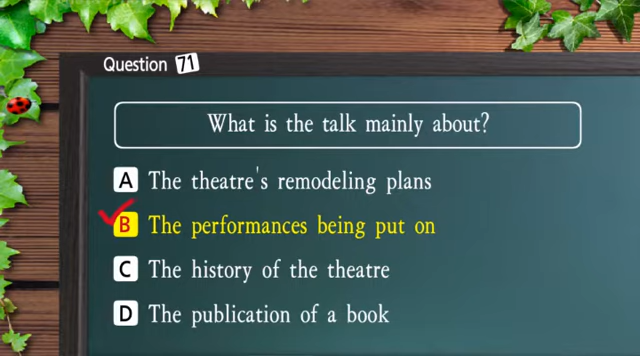 Question 71
What is the talk mainly about?
A The theatre's remodeling plans
B The performances being put on
C The history of the theatre
D The publication of a book